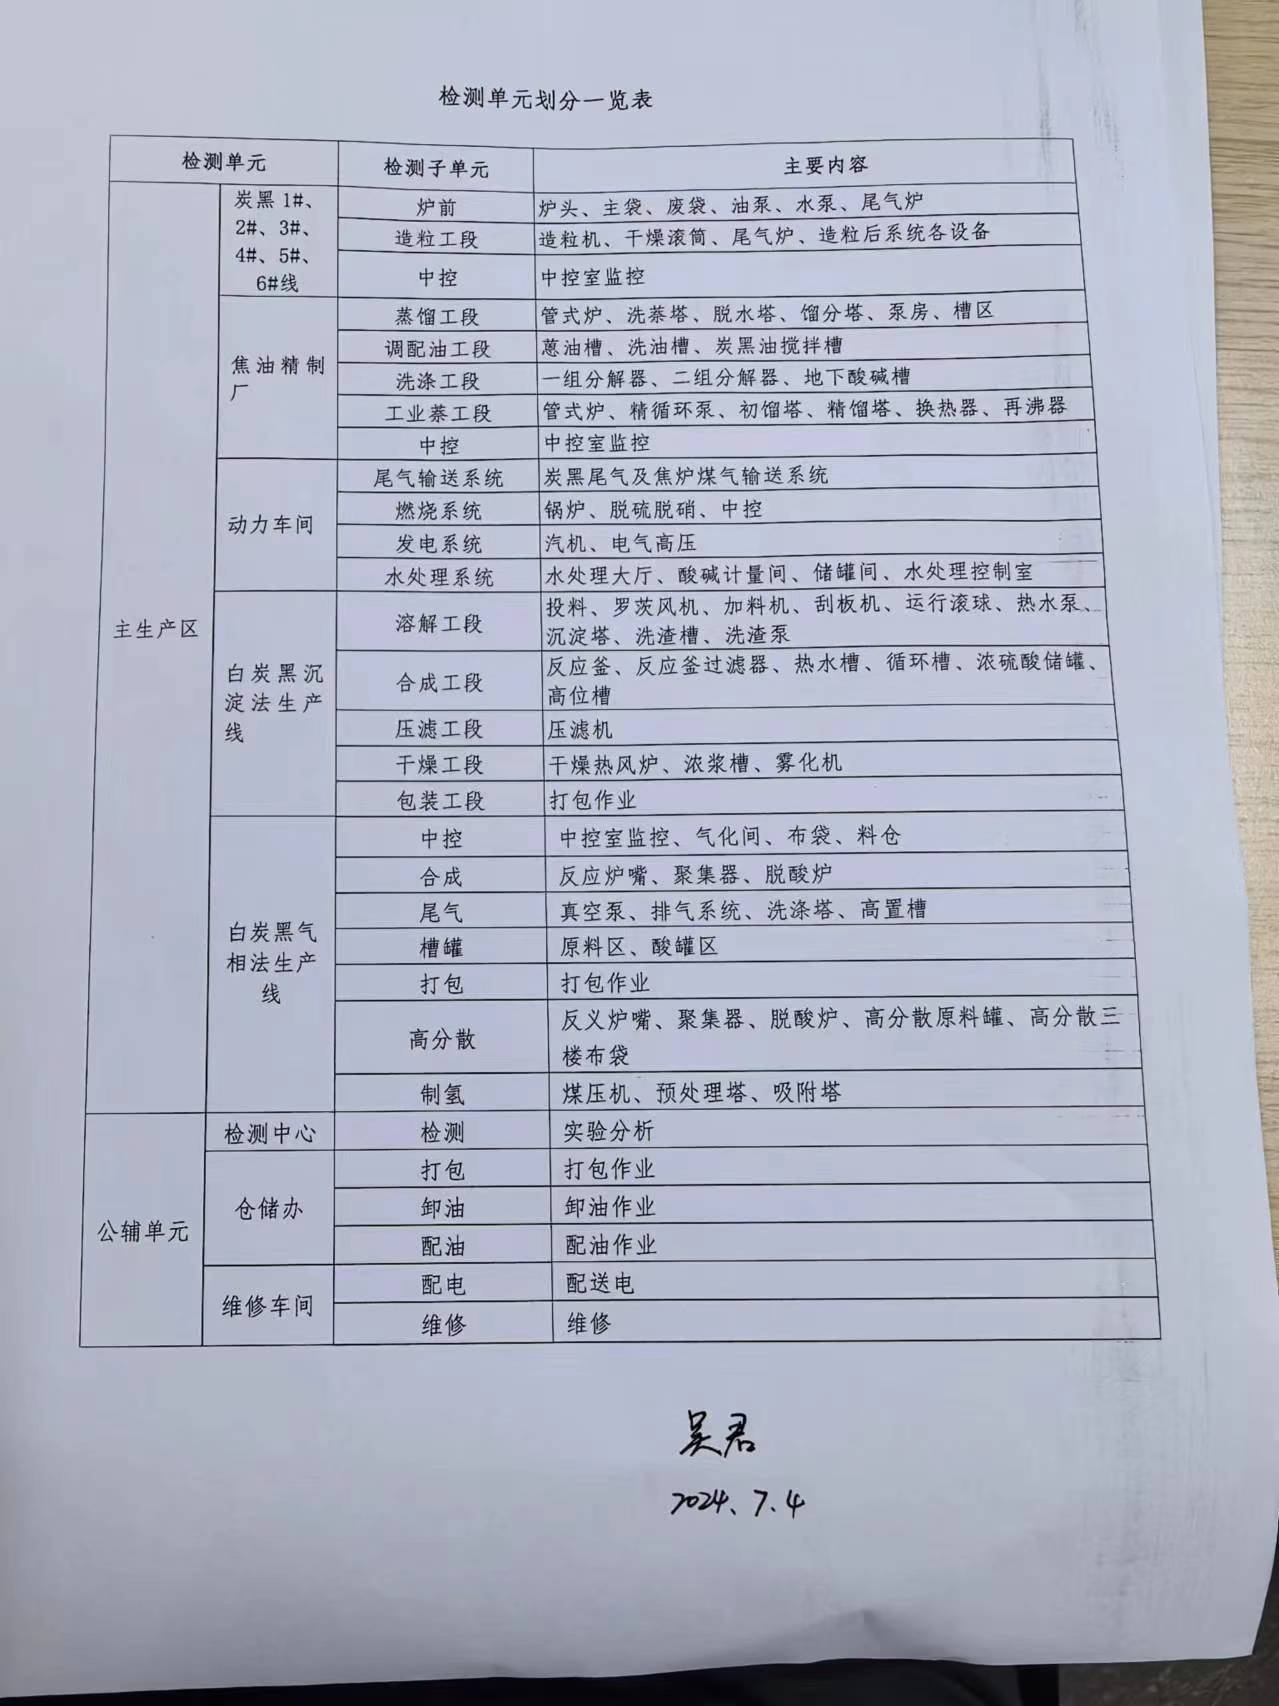 检测单元划分一览表
检测单元 检测子单元 主要内容
主生产区
炭黑1#、
2#、3#、
4#、5#、
6#线
炉前 炉头、主袋、废袋、油泵、水泵、尾气炉
造粒工段 造粒机、干燥滚筒、尾气炉、造粒后系统各设备
中控 中控室监控
焦油精制
厂
蒸馏工段 管式炉、洗萘塔、脱水塔、馏分塔、泵房、槽区
调配油工段 蒽油槽、洗油槽、炭黑油搅拌槽
洗涤工段 一组分解器、二组分解器、地下酸碱槽
工业萘工段 管式炉、精循环泵、初馏塔、精馏塔、换热器、再沸器
中控 中控室监控
动力车间
尾气输送系统 炭黑尾气及焦炉煤气输送系统
燃烧系统 锅炉、脱硫脱硝、中控
发电系统 汽机、电气高压
水处理系统 水处理大厅、酸碱计量间、储罐间、水处理控制室
白炭黑沉
淀法生产
线
溶解工段 投料、罗茨风机、加料机、刮板机、运行滚球、热水泵、
沉淀塔、洗渣槽、洗渣泵
合成工段 反应釜、反应釜过滤器、热水槽、循环槽、浓硫酸储罐、
高位槽
压滤工段 压滤机
干燥工段 干燥热风炉、浓浆槽、雾化机
包装工段 打包作业
白炭黑气
相法生产
线
中控 中控室监控、气化间、布袋、料仓
合成 反应炉嘴、聚集器、脱酸炉
尾气 真空泵、排气系统、洗涤塔、高置槽
槽罐 原料区、酸罐区
打包 打包作业
高分散 反义炉嘴、聚集器、脱酸炉、高分散原料罐、高分散三
楼布袋
制氢 煤压机、预处理塔、吸附塔
公辅单元
检测中心 检测 实验分析
仓储办
打包 打包作业
卸油 卸油作业
配油 配油作业
维修车间
配电 配送电
维修 维修
吴君
2024、7.4